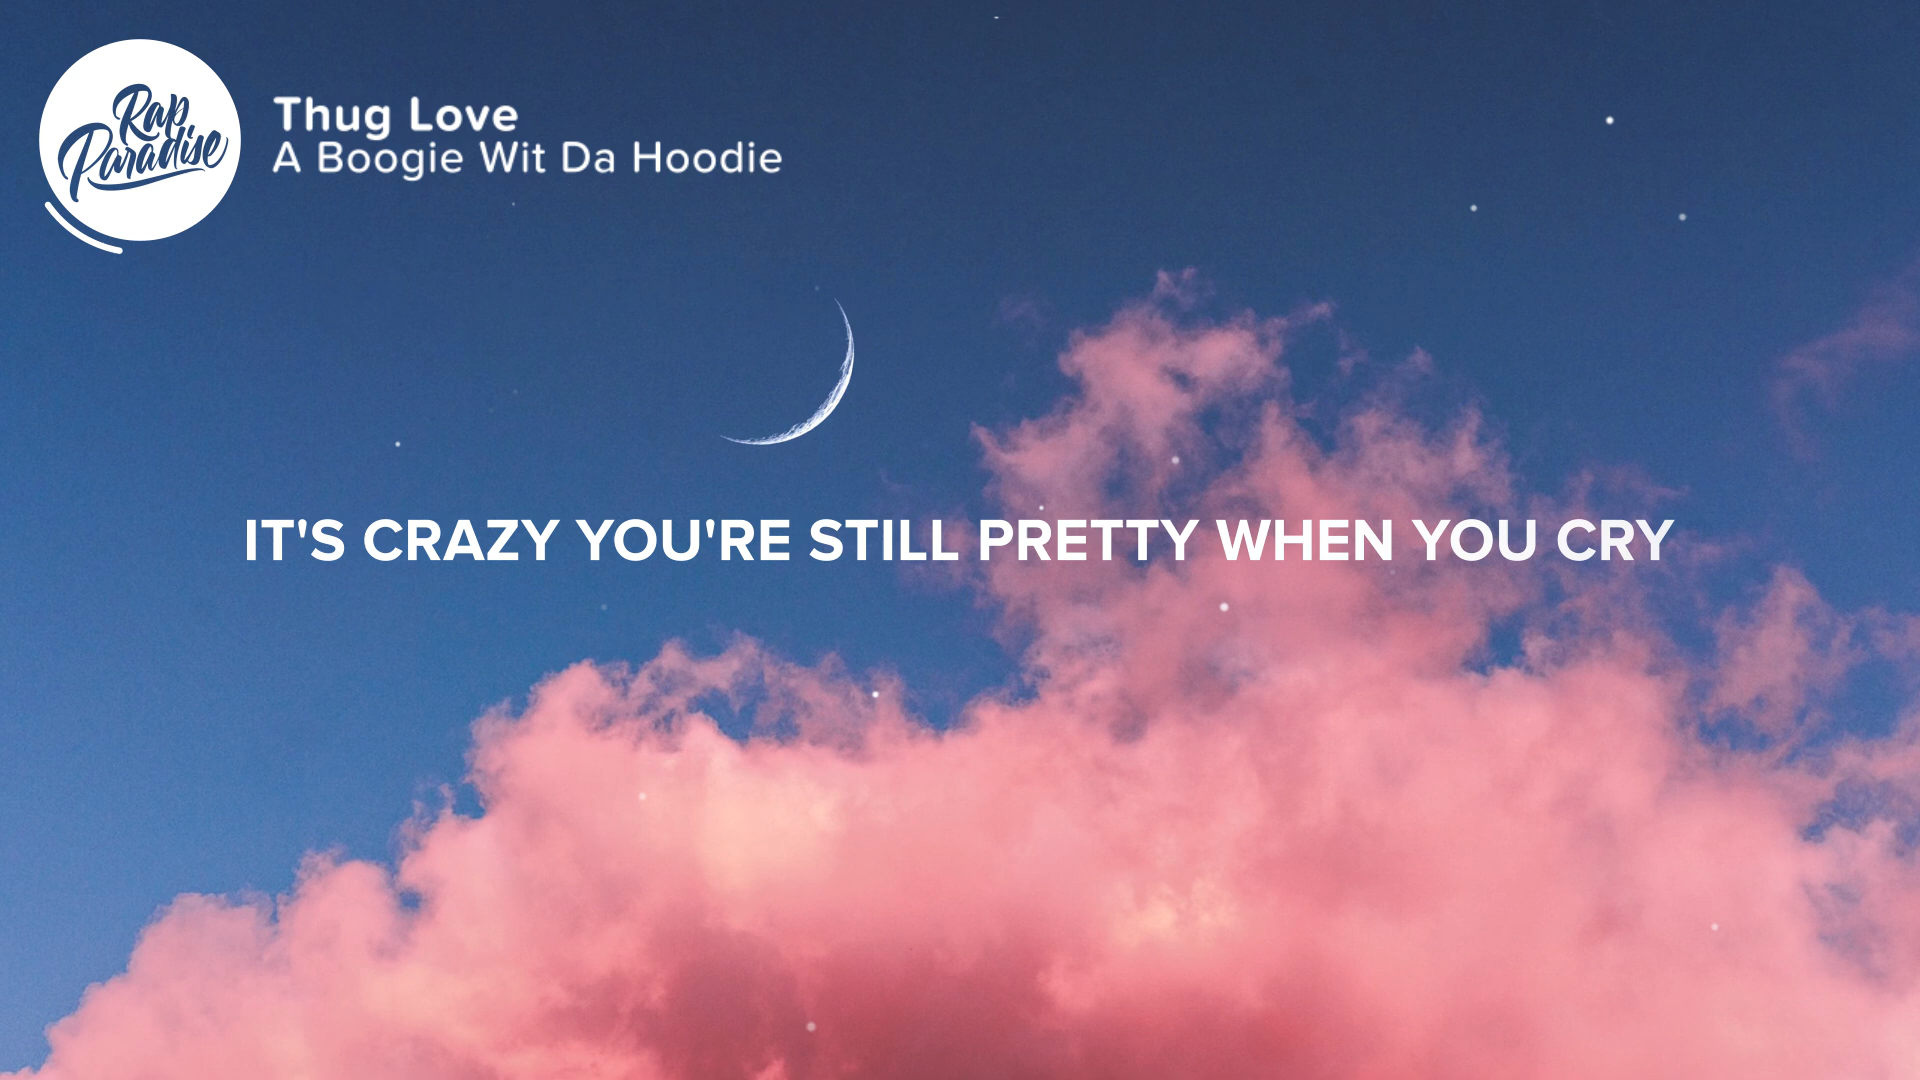 Rap
Paradise
Thug Love
A Boogie Wit Da Hoodie
IT'S CRAZY YOU'RE STILL PRETTY WHEN YOU CRY